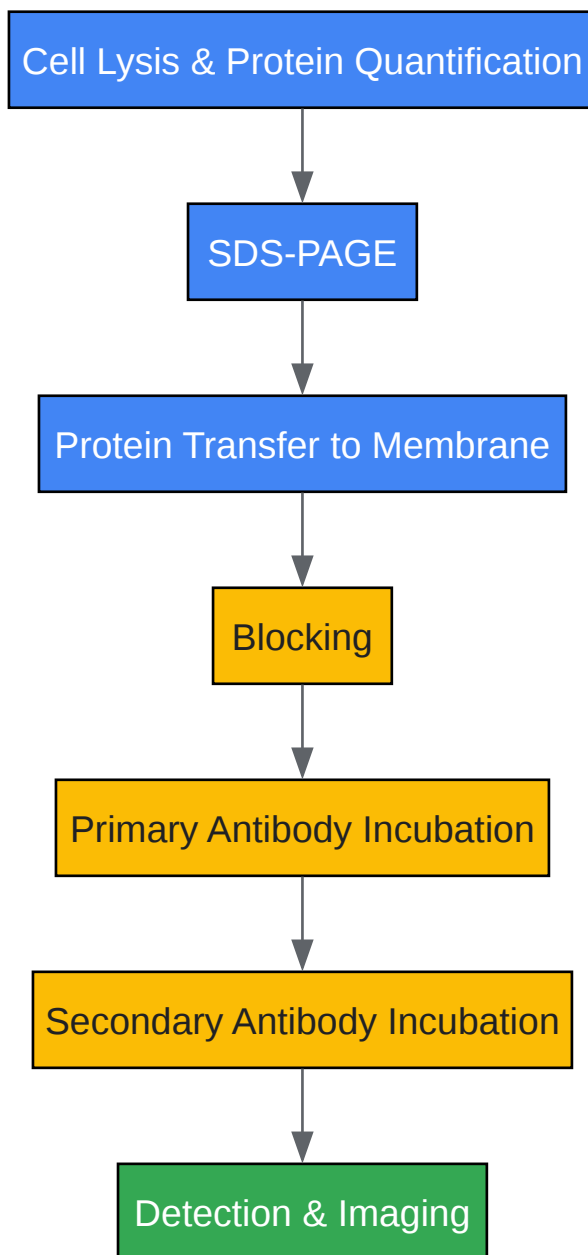 Cell Lysis & Protein Quantification
SDS-PAGE
Protein Transfer to Membrane
Blocking
Primary Antibody Incubation
Secondary Antibody Incubation
Detection & Imaging